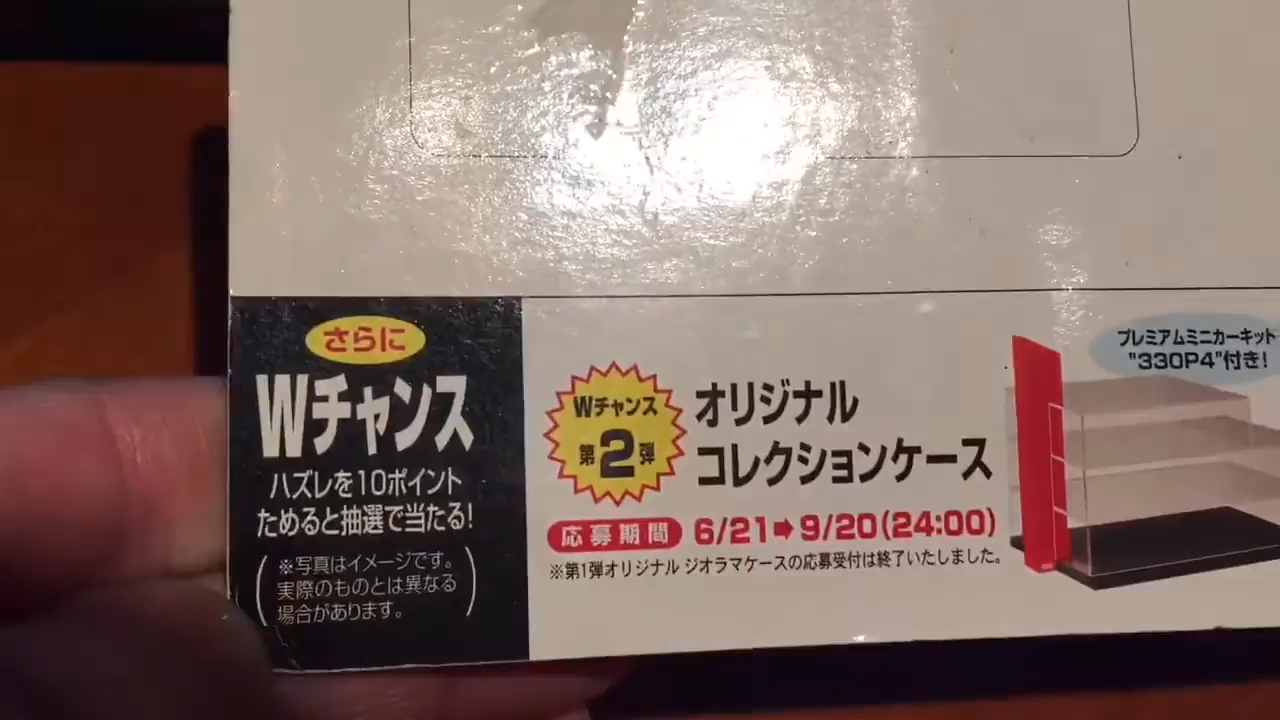 さらに
Wチャンス
ハズレを10ポイント
ためると抽選で当たる!
※写真はイメージです。
実際のものとは異なる
場合があります。
Wチャンス
第2弾
オリジナル
コレクションケース
応募期間 6/21➡9/20(24:00)
※第1弾オリジナル ジオラマケースの応募受付は終了いたしました。
プレミアムミニカーキット
"330P4"付き!